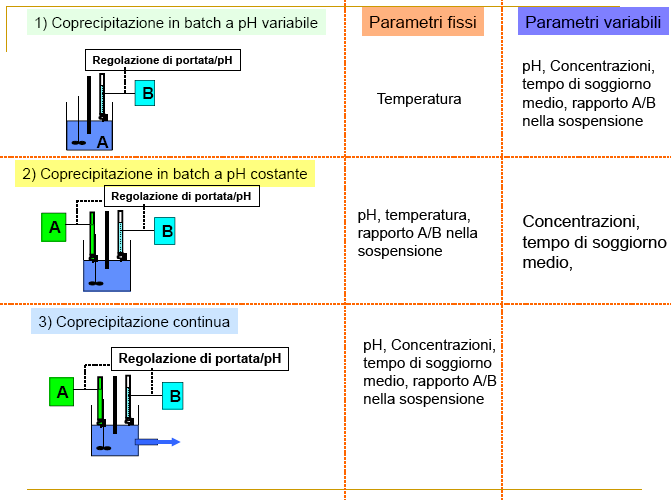 1) Coprecipitazione in batch a pH variabile
Parametri fissi
Parametri variabili
Regolazione di portata/pH
B
A
Temperatura
pH, Concentrazioni,
tempo di soggiorno
medio, rapporto A/B
nella sospensione
2) Coprecipitazione in batch a pH costante
Regolazione di portata/pH
A
B
pH, temperatura,
rapporto A/B nella
sospensione
Concentrazioni,
tempo di soggiorno
medio,
3) Coprecipitazione continua
Regolazione di portata/pH
A
B
pH, Concentrazioni,
tempo di soggiorno
medio, rapporto A/B
nella sospensione